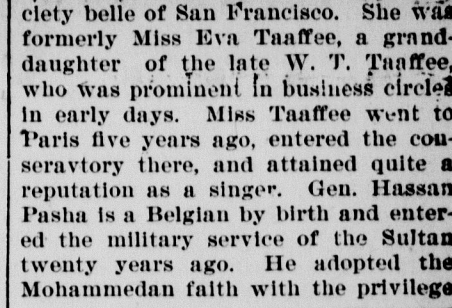 ciety belle of San Francisco. She was
formerly Miss Eva Taaffee, a grand-
daughter of the late W. T. Taaffee,
who was prominent in business circles
in early days. Miss Taaffee went to
Paris five years ago, entered the con-
seravtory there, and attained quite a
reputation as a singer. Gen. Hassan
Pasha is a Belgian by birth and enter-
ed the military service of the Sultan
twenty years ago. He adopted the
Mohammedan faith with the privilege